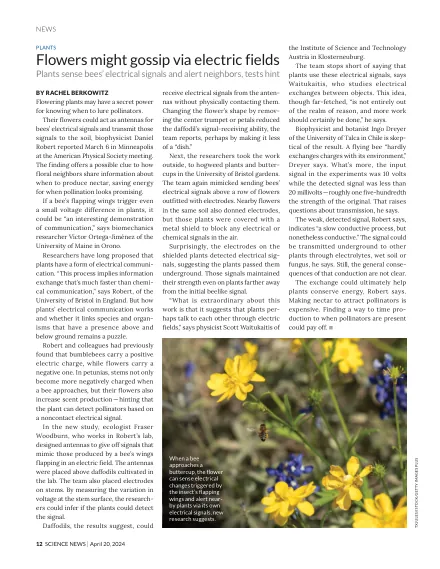 NEWS
PLANTS
Flowers might gossip via electric fields
Plants sense bees' electrical signals and alert neighbors, tests hint
BY RACHEL BERKOWITZ
Flowering plants may have a secret power
for knowing when to lure pollinators.
Their florals could act as antennas for
bees' electrical signals and transmit those
signals to the soil, biophysicist Daniel
Robert reported March 6 in Minneapolis
at the American Physical Society meeting.
The finding offers a possible clue to how
floral neighbors share information about
when to produce nectar, saving energy
for when pollination looks promising.
If a bee's flapping wings trigger even
a small voltage difference in plants, it
could be "an interesting demonstration
of communication," says biomechanics
researcher Víctor Ortega-Jiménez of the
University of Maine in Orono.
Researchers have long proposed that
plants have a form of electrical communi-
cation. "This process implies information
exchange that's much faster than chemi-
cal communication," says Robert, of the
University of Bristol in England. But how
plants' electrical communication works
and whether it links species and organ-
isms that have a presence above and
below ground remains a puzzle.
Robert and colleagues had previously
found that bumblebees carry a positive
electric charge, while flowers carry a
negative one. In petunias, stems not only
become more negatively charged when
a bee approaches, but their flowers also
increase scent production — hinting that
the plant can detect pollinators based on
a noncontact electrical signal.
In the new study, ecologist Fraser
Woodburn, who works in Robert's lab,
designed antennas to give off signals that
mimic those produced by a bee's wings
flapping in an electric field. The antennas
were placed above daffodils cultivated in
the lab. The team also placed electrodes
on stems. By measuring the variation in
voltage at the stem surface, the research-
ers could infer if the plants could detect
the signal.
Daffodils, the results suggest, could
receive electrical signals from the anten-
nas without physically contacting them.
Changing the flower's shape by remov-
ing the center trumpet or petals reduced
the daffodil's signal-receiving ability, the
team reports, perhaps by making it less
of a "dish."
Next, the researchers took the work
outside, to hogweed plants and butter-
cups in the University of Bristol gardens.
The team again mimicked sending bees'
electrical signals above a row of flowers
outfitted with electrodes. Nearby flowers
in the same soil also donned electrodes,
but those plants were covered with a
metal shield to block any electrical or
chemical signals in the air.
Surprisingly, the electrodes on the
shielded plants detected electrical sig-
nals, suggesting the signals passed them
underground. Those signals maintained
their strength even on plants farther away
from the initial beelike signal.
"What is extraordinary about this
work is that it suggests that plants per-
haps talk to each other through electric
fields," says physicist Scott Waitukaitis of
the Institute of Science and Technology
Austria in Klosterneuburg.
The team stops short of saying that
plants use these electrical signals, says
Waitukaitis, who studies electrical
exchanges between objects. This idea,
though far-fetched, "is not entirely out
of the realm of reason, and more work
should certainly be done," he says.
Biophysicist and botanist Ingo Dreyer
of the University of Talca in Chile is skep-
tical of the result. A flying bee "hardly
exchanges charges with its environment,"
Dreyer says. What's more, the input
signal in the experiments was 10 volts
while the detected signal was less than
20 millivolts — roughly one five-hundredth
the strength of the original. That raises
questions about transmission, he says.
The weak, detected signal, Robert says,
indicates "a slow conductive process, but
nonetheless conductive." The signal could
be transmitted underground to other
plants through electrolytes, wet soil or
fungus, he says. Still, the general conse-
quences of that connection are not clear.
The exchange could ultimately help
plants conserve energy, Robert says.
Making nectar to attract pollinators is
expensive. Finding a way to time pro-
duction to when pollinators are present
could pay off.
When a bee
approaches a
buttercup, the flower
can sense electrical
changes triggered by
the insect's flapping
wings and alert near-
by plants via its own
electrical signals, new
research suggests.
12 SCIENCE NEWS | April 20, 2024